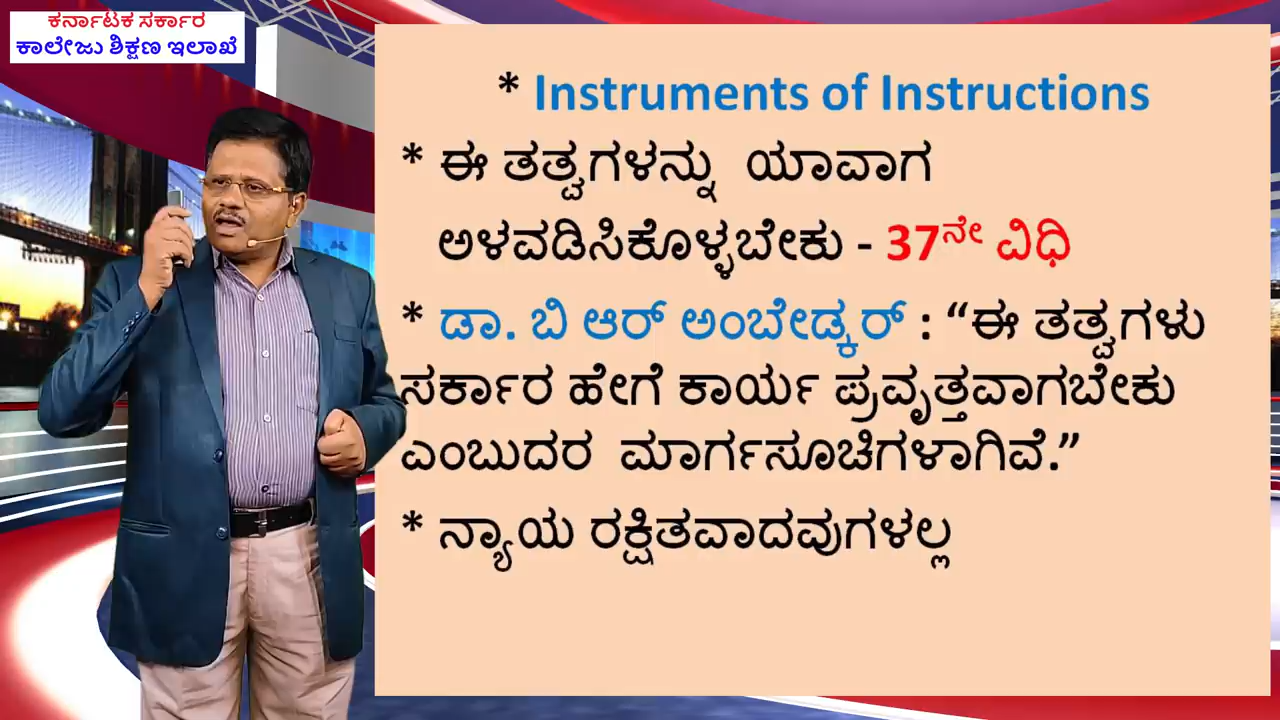 ಕರ್ನಾಟಕ ಸರ್ಕಾರ
ಕಾಲೇಜು ಶಿಕ್ಷಣ ಇಲಾಖೆ
* Instruments of Instructions
* ಈ ತತ್ವಗಳನ್ನು ಯಾವಾಗ
ಅಳವಡಿಸಿಕೊಳ್ಳಬೇಕು - 37ನೇ ವಿಧಿ
* ಡಾ. ಬಿ ಆರ್ ಅಂಬೇಡ್ಕರ್ : “ಈ ತತ್ವಗಳು
ಸರ್ಕಾರ ಹೇಗೆ ಕಾರ್ಯ ಪ್ರವೃತ್ತವಾಗಬೇಕು
ಎಂಬುದರ ಮಾರ್ಗಸೂಚಿಗಳಾಗಿವೆ.”
* ನ್ಯಾಯ ರಕ್ಷಿತವಾದವುಗಳಲ್ಲ